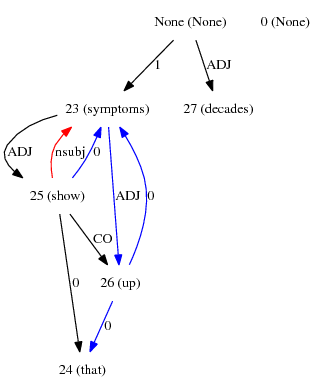 None (None) 0 (None)
1 ADJ
23 (symptoms) 27 (decades)
ADJ nsubj 0
25 (show) ADJ 0
CO
0 26 (up)
0
24 (that)